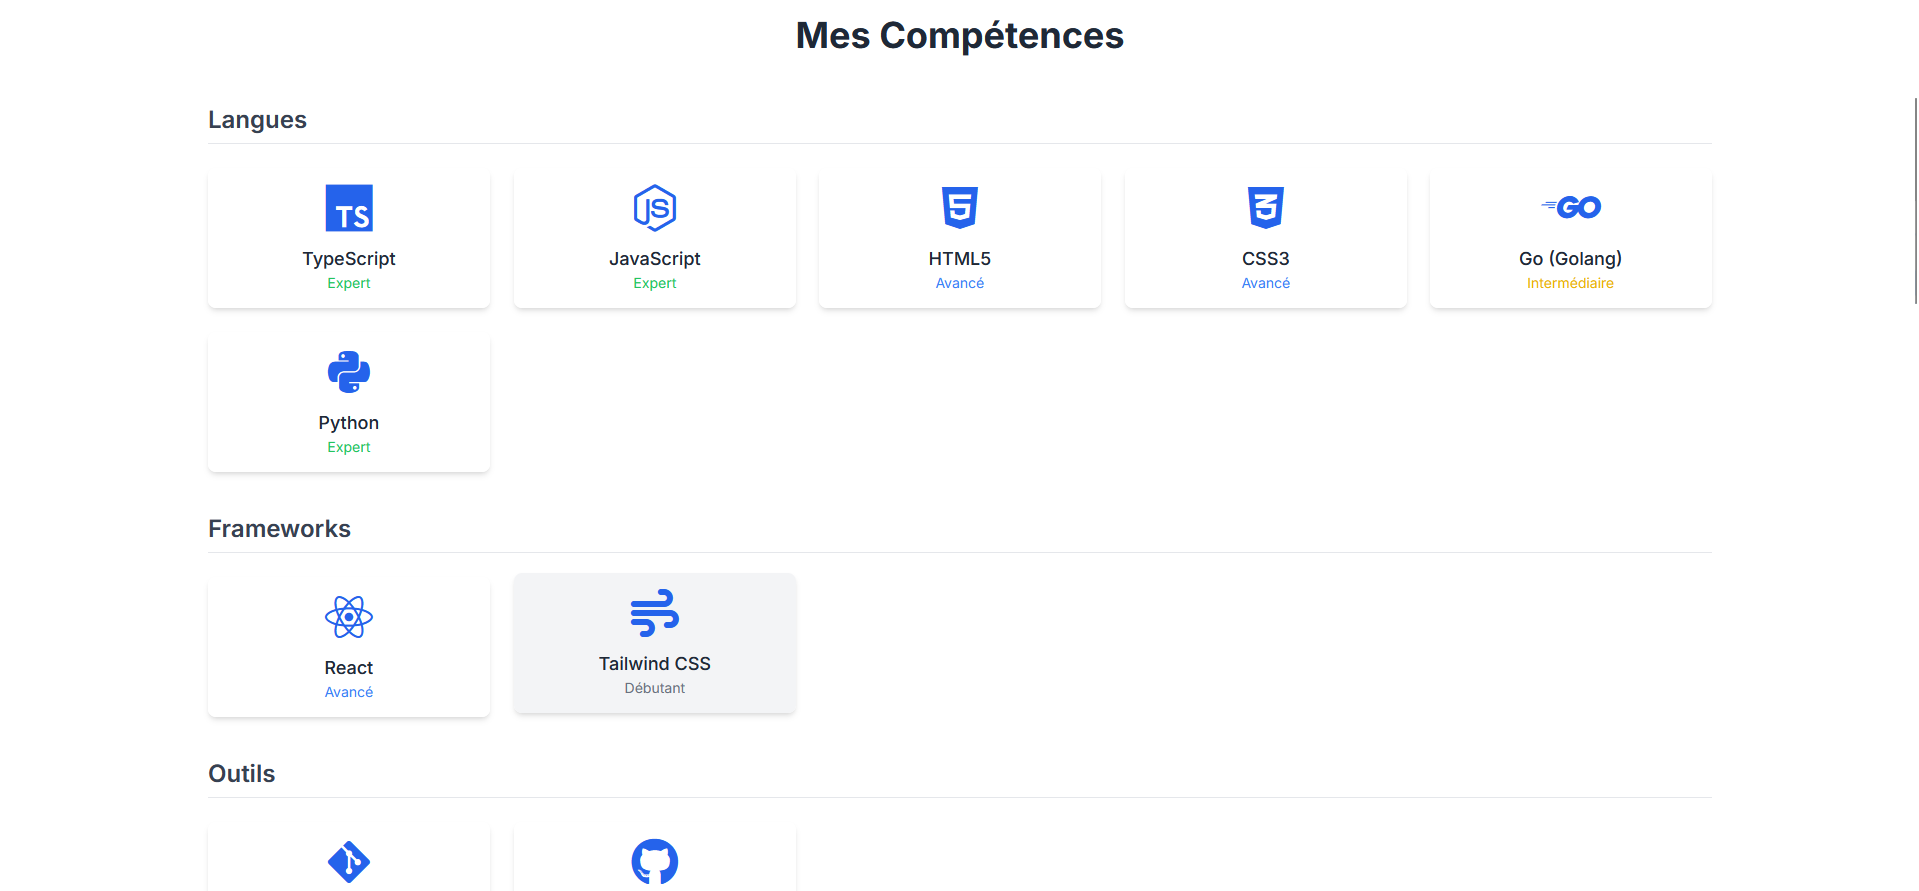 Mes Compétences
Langues
TS
JS
5
3
GO
TypeScript
JavaScript
HTML5
CSS3
Go (Golang)
Expert
Expert
Avancé
Avancé
Intermédiaire
Python
Expert
Frameworks
React
Avancé
Tailwind CSS
Débutant
Outils